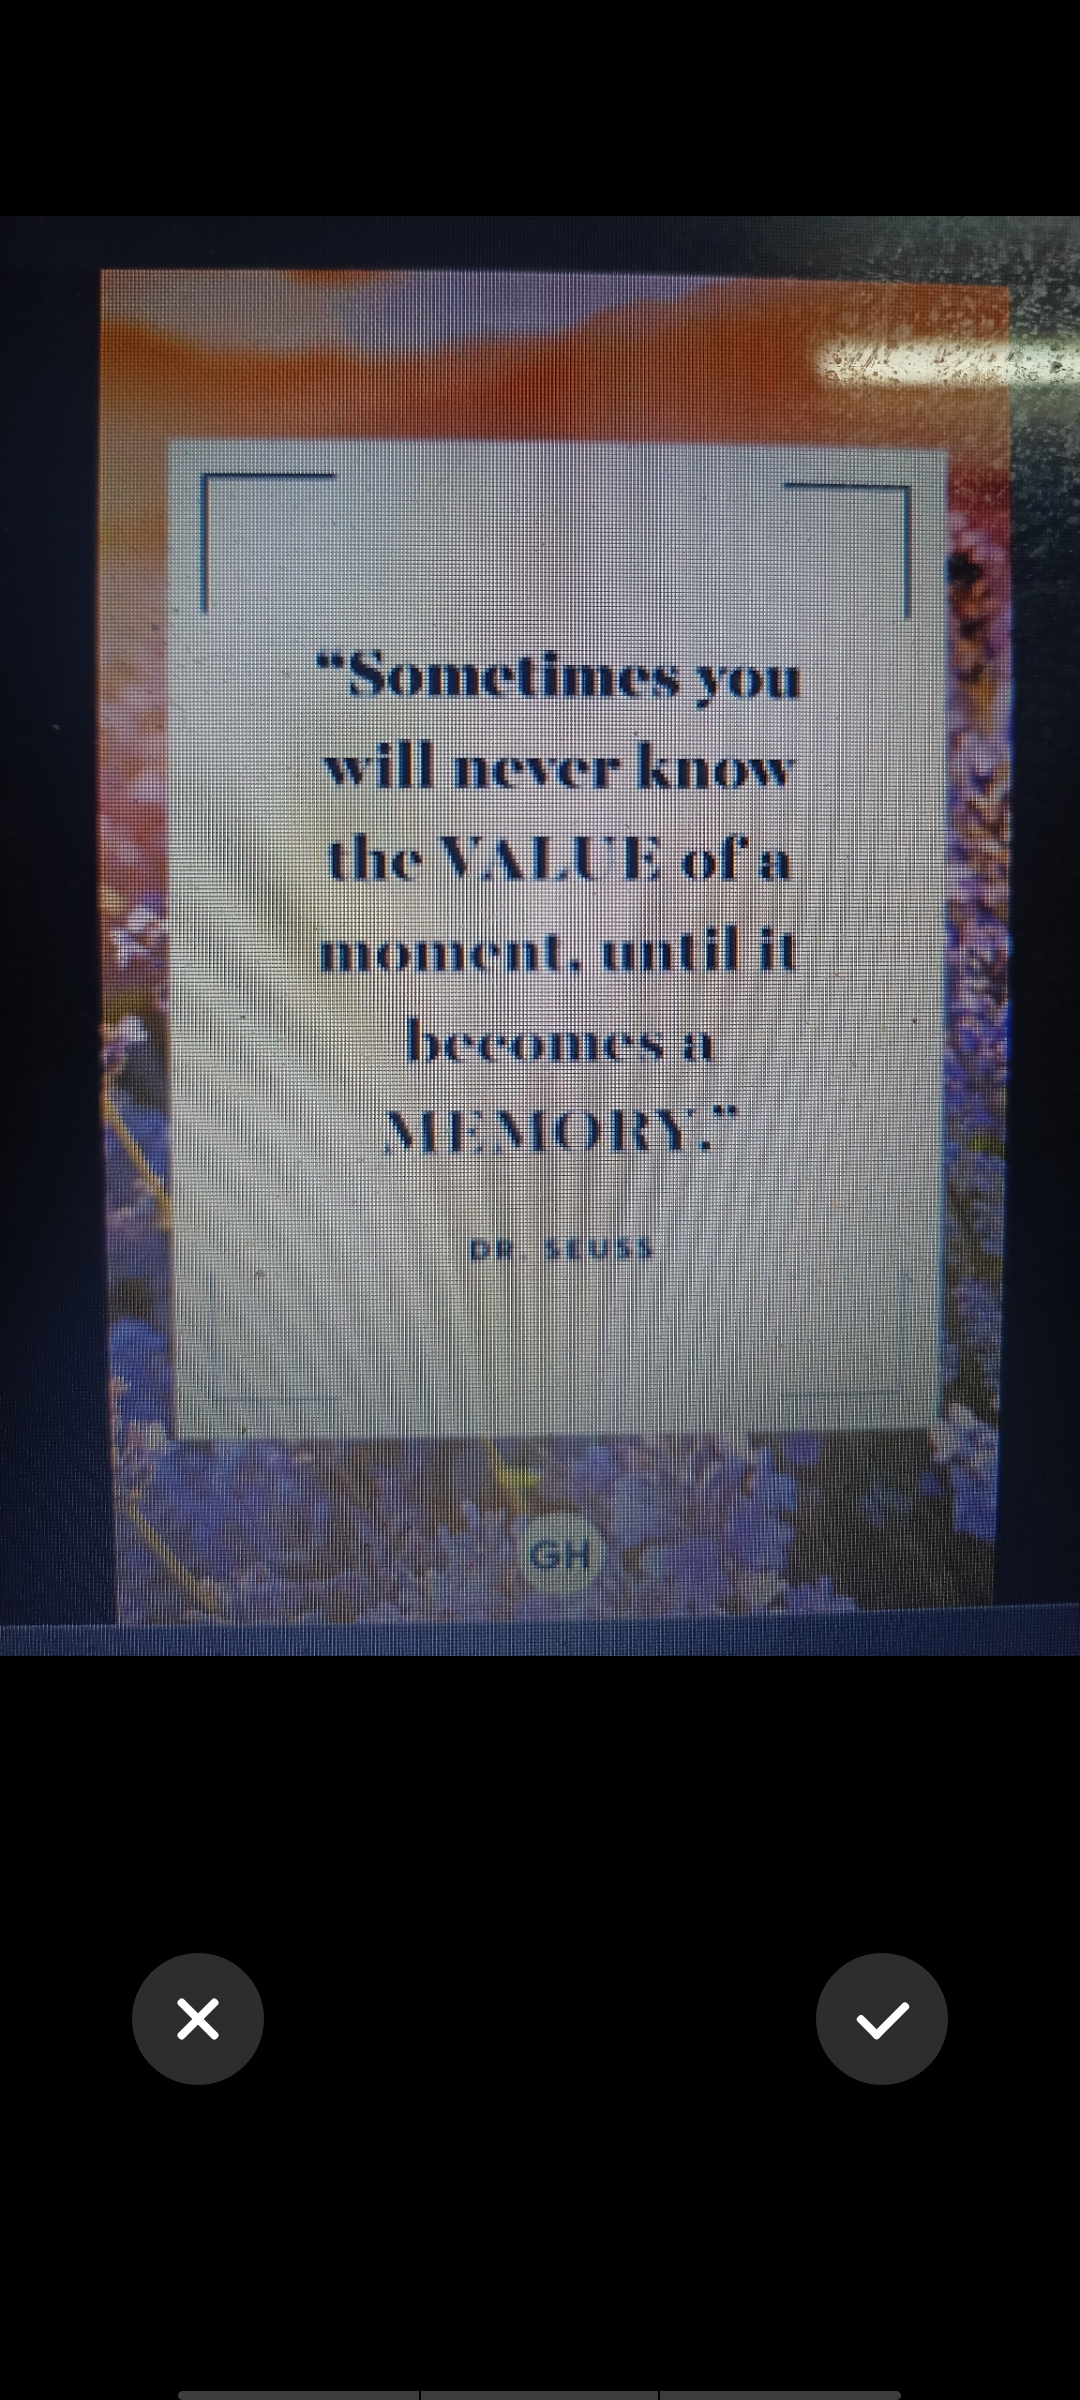 “Sometimes you
will never know
the VALUE of a
moment, until it
becomes a
MEMORY.”
DR. SEUSS
GH